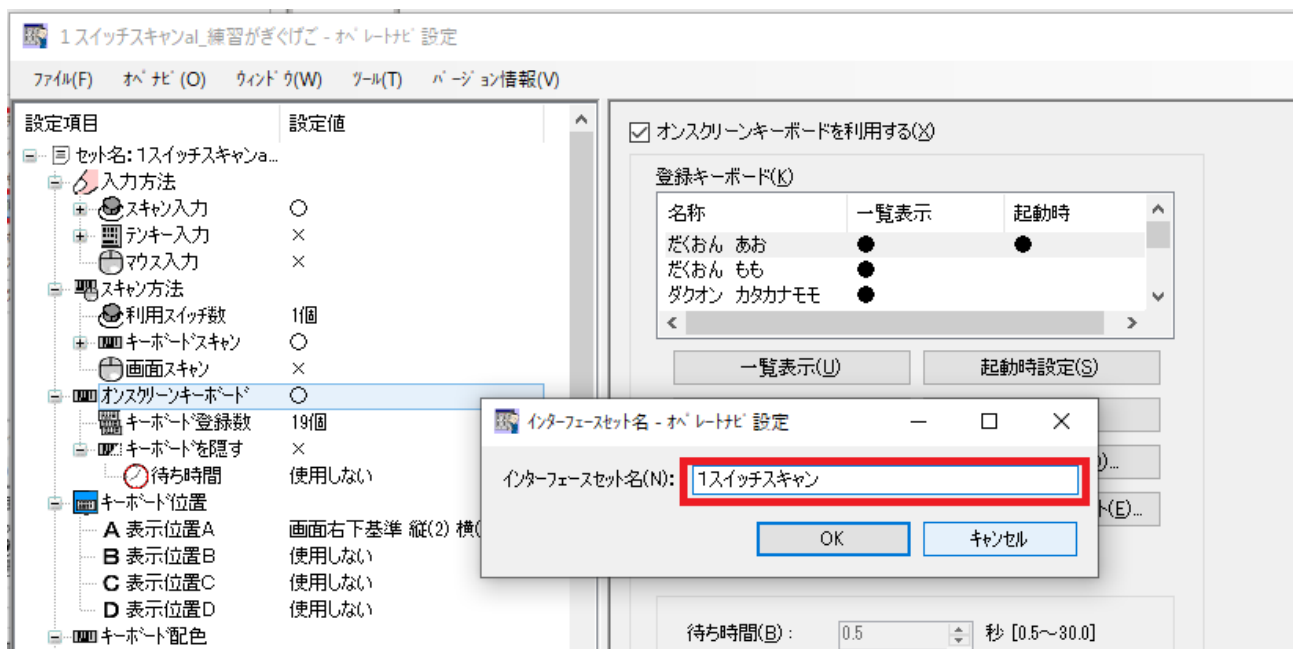 1スイッチスキャンal_練習がぎぐげご - ｵﾍﾟﾚｰﾄﾅﾋﾞ 設定
ﾌｧｲﾙ(F) ｵﾍﾟﾅﾋﾞ(O) ｳｨﾝﾄﾞｳ(W) ﾂｰﾙ(T) ﾊﾞｰｼﾞｮﾝ情報(V)
設定項目 設定値
セット名:1スイッチスキャンa...
入力方法
スキャン入力 ○
テンキー入力 ×
マウス入力 ×
スキャン方法
利用スイッチ数 1個
キーボードスキャン ○
画面スキャン ×
オンスクリーンキーボード ○
キーボード登録数 19個
キーボードを隠す ×
待ち時間 使用しない
キーボード位置
A 表示位置A 画面右下基準 縦(2) 横(
B 表示位置B 使用しない
C 表示位置C 使用しない
D 表示位置D 使用しない
キーボード配色
オンスクリーンキーボードを利用する(X)
登録キーボード(K)
名称 一覧表示 起動時
だくおん あお ● ●
だくおん もも ●
ダクオン カタカナモモ ●
一覧表示(U) 起動時設定(S)
)...
ト(E)...
インターフェースセット名 - ｵﾍﾟﾚｰﾄﾅﾋﾞ 設定
インターフェースセット名(N): 1スイッチスキャン
OK キャンセル
待ち時間(B): 0.5 秒 [0.5～30.0]